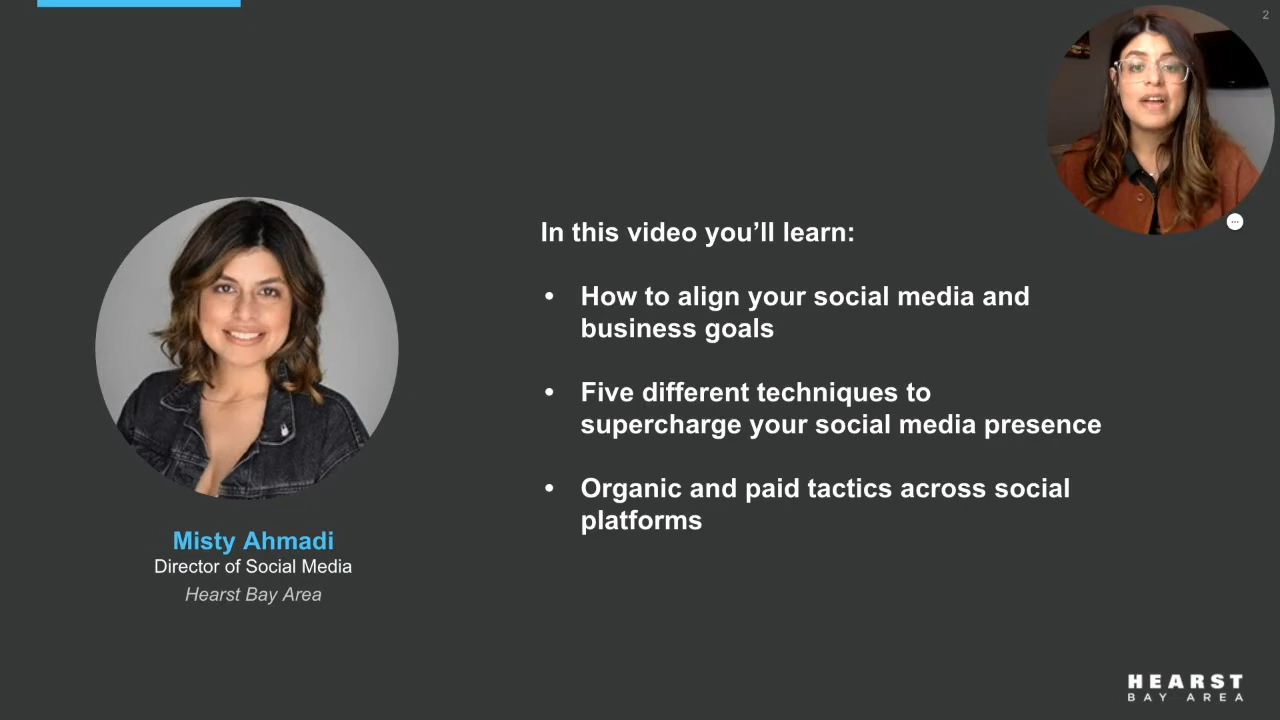 2
In this video you’ll learn:
• How to align your social media and
business goals
• Five different techniques to
supercharge your social media presence
• Organic and paid tactics across social
platforms
Misty Ahmadi
Director of Social Media
Hearst Bay Area
HEARST
BAY AREA